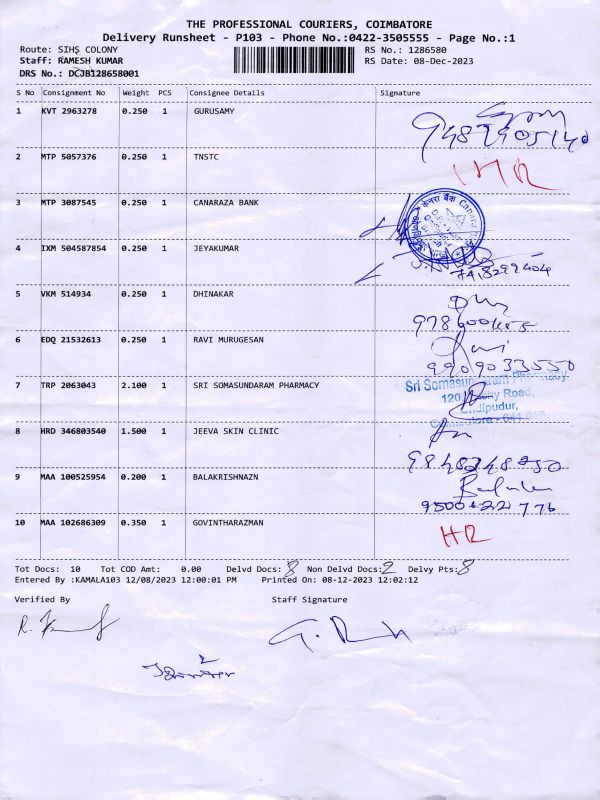 THE PROFESSIONAL COURIERS, COIMBATORE
Delivery Runsheet - P103 - Phone No.:0422-3505555 - Page No.:1
Route: SIHS COLONY
Staff: RAMESH KUMAR
DRS No.: DCJB128658001
RS No.: 1286580
RS Date: 08-Dec-2023
S No Consignment No Weight PCS Consignee Details Signature
1 KVT 2963278 0.250 1 GURUSAMY
2 MTP 5057376 0.250 1 TNSTC
3 MTP 3087545 0.250 1 CANARAZA BANK
4 IXM 504587854 0.250 1 JEYAKUMAR
5 VKM 514934 0.250 1 DHINAKAR
6 EDQ 21532613 0.250 1 RAVI MURUGESAN
9909033550
7 TRP 2063043 2.100 1 SRI SOMASUNDARAM PHARMACY
Sri Somasundaram Pharmacy.
8 HRD 346803540 1.500 1 JEEVA SKIN CLINIC
9848748250
9 MAA 100525954 0.200 1 BALAKRISHNAZN
10 MAA 102686309 0.350 1 GOVINTHARAZMAN
HR
Tot Docs: 10 Tot COD Amt: 0.00 Delvd Docs: 8 Non Delvd Docs: 2 Delvy Pts: 8
Entered By :KAMALA103 12/08/2023 12:00:01 PM Printed On: 08-12-2023 12:02:12
Verified By Staff Signature